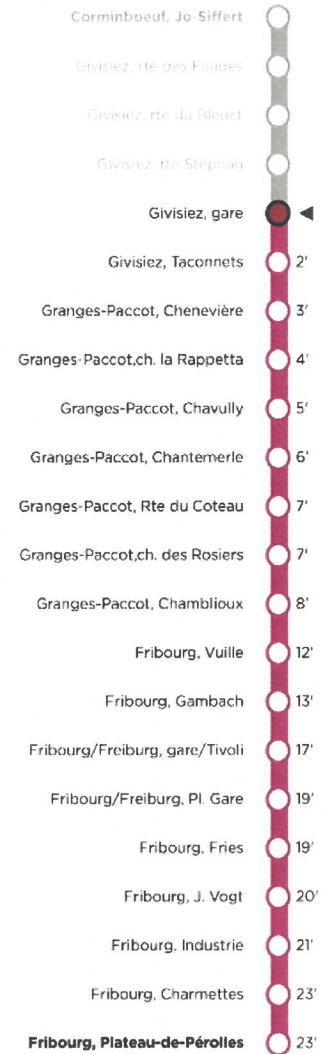 Corminboeuf, Jo-Siffert
Givisiez, rte des Fluides
Givisiez, rte du Bleuet
Givisiez, rte Stephan
Givisiez, gare
Givisiez, Taconnets 2'
Granges-Paccot, Chenevière 3'
Granges-Paccot,ch. la Rappetta 4'
Granges-Paccot, Chavully 5'
Granges-Paccot, Chantemerle 6'
Granges-Paccot, Rte du Coteau 7'
Granges-Paccot,ch. des Rosiers 7'
Granges-Paccot, Chamblioux 8'
Fribourg, Vuille 12'
Fribourg, Gambach 13'
Fribourg/Freiburg, gare/Tivoli 17'
Fribourg/Freiburg, Pl. Gare 19'
Fribourg, Fries 19'
Fribourg, J. Vogt 20'
Fribourg, Industrie 21'
Fribourg, Charmettes 23'
Fribourg, Plateau-de-Pérolles 23'